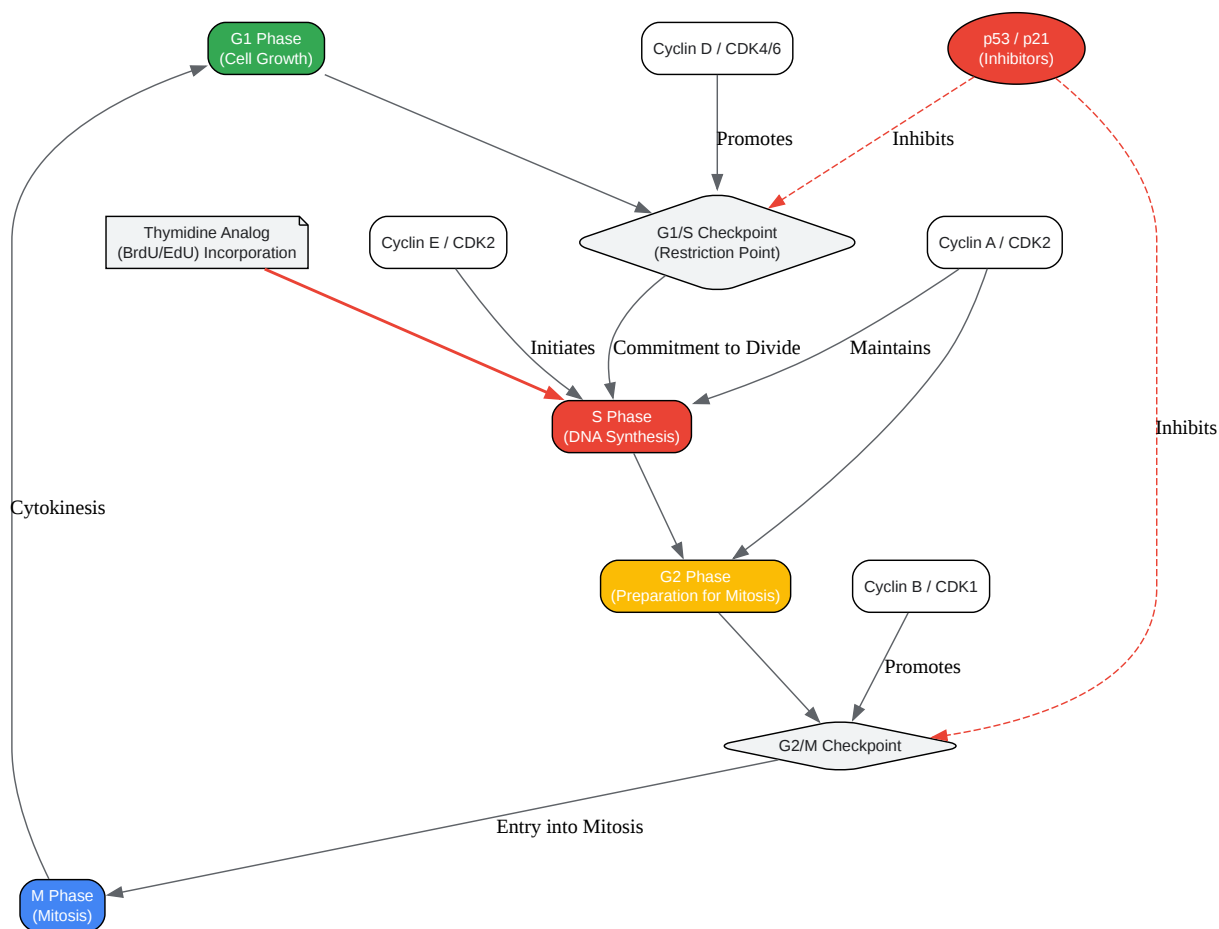 G1 Phase
(Cell Growth)
Cyclin D / CDK4/6
p53 / p21
(Inhibitors)
Promotes
Inhibits
Thymidine Analog
(BrdU/EdU) Incorporation
Cyclin E / CDK2
G1/S Checkpoint
(Restriction Point)
Cyclin A / CDK2
Initiates
Commitment to Divide
Maintains
S Phase
(DNA Synthesis)
Inhibits
Cytokinesis
G2 Phase
(Preparation for Mitosis)
Cyclin B / CDK1
Promotes
G2/M Checkpoint
Entry into Mitosis
M Phase
(Mitosis)